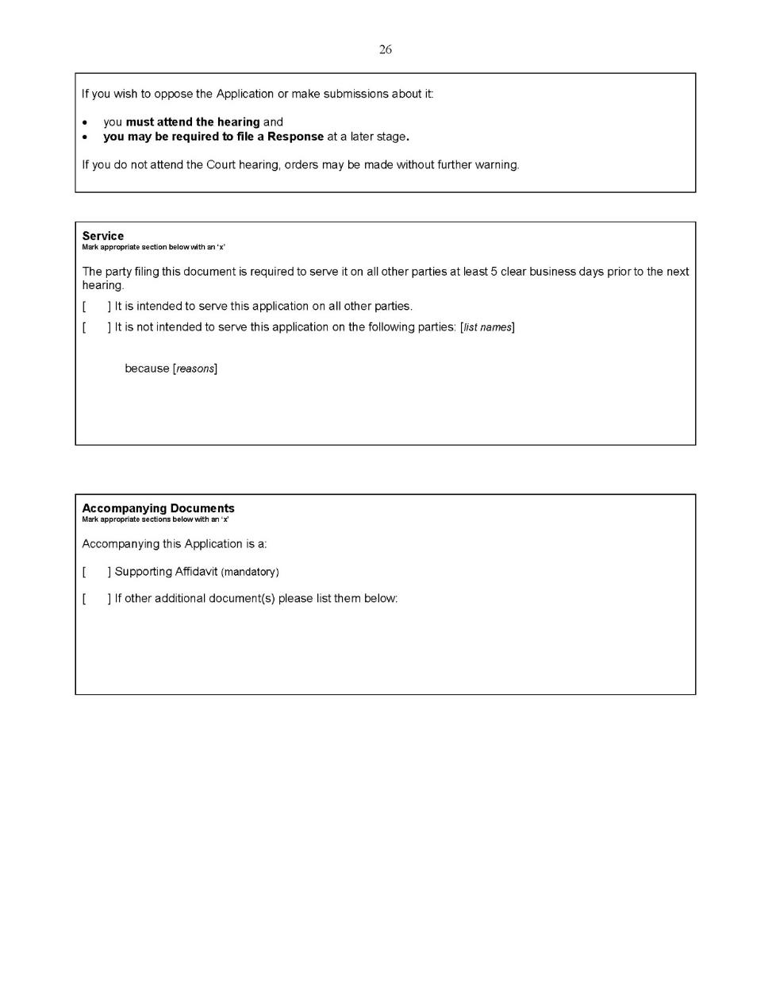 26
If you wish to oppose the Application or make submissions about it:
• you must attend the hearing and
• you may be required to file a Response at a later stage.
If you do not attend the Court hearing, orders may be made without further warning.
Service
Mark appropriate section below with an ‘x’
The party filing this document is required to serve it on all other parties at least 5 clear business days prior to the next
hearing.
[ ] It is intended to serve this application on all other parties.
[ ] It is not intended to serve this application on the following parties: [list names]
because [reasons]
Accompanying Documents
Mark appropriate sections below with an ‘x’
Accompanying this Application is a:
[ ] Supporting Affidavit (mandatory)
[ ] If other additional document(s) please list them below: